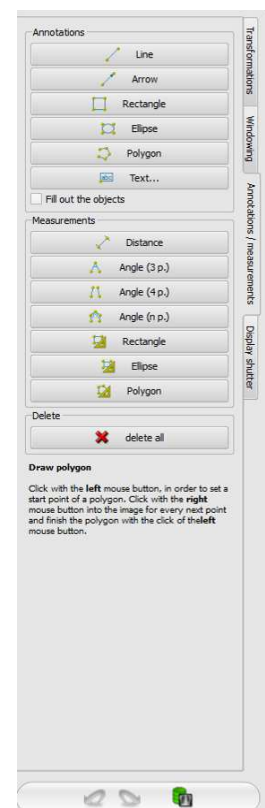 Annotations
Line
Arrow
Rectangle
Ellipse
Polygon
abc Text...
Fill out the objects
Measurements
Distance
Angle (3 p.)
Angle (4 p.)
Angle (n p.)
Rectangle
Ellipse
Polygon
Delete
delete all
Draw polygon
Click with the left mouse button, in order to set a
start point of a polygon. Click with the right
mouse button into the image for every next point
and finish the polygon with the click of theleft
mouse button.
Transformations
Windowing
Annotations / measurements
Display shutter